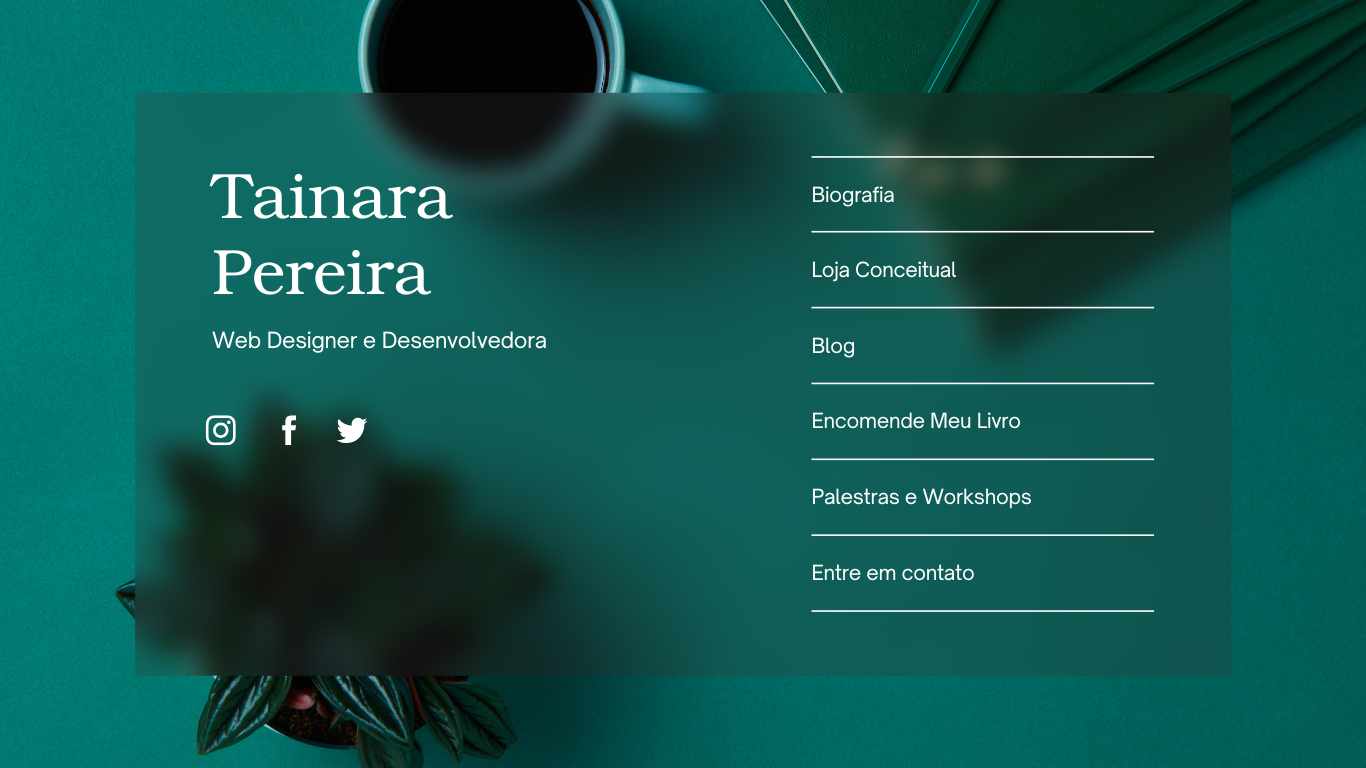 Tainara
Pereira
Web Designer e Desenvolvedora
Biografia
Loja Conceitual
Blog
Encomende Meu Livro
Palestras e Workshops
Entre em contato